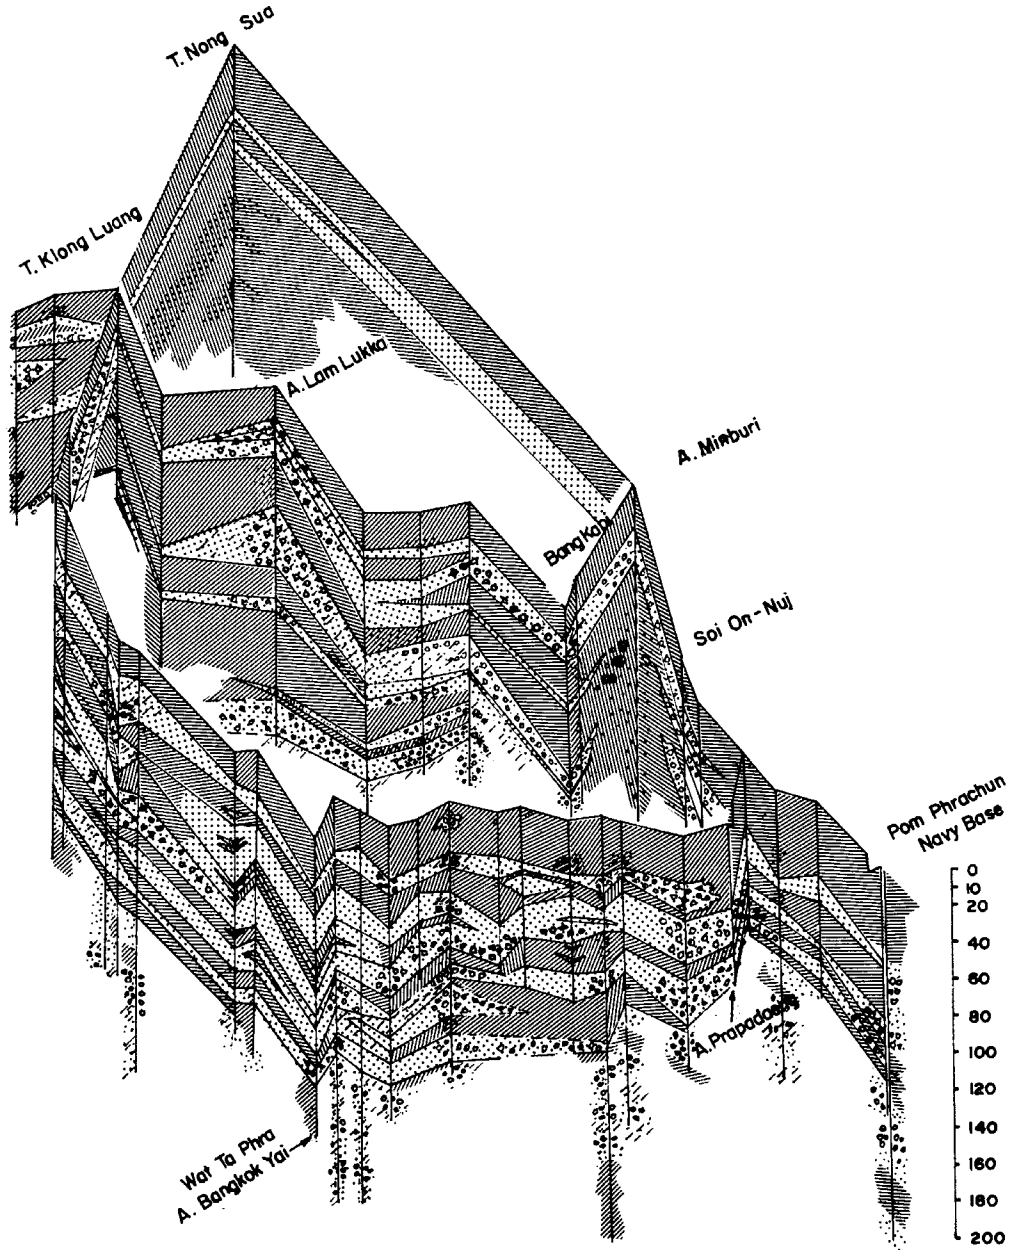 T. Nong Sua
T. Klong Luang
A. Lam Lukka
A. Minburi
Bang Kapi
Soi On-Nuj
Pom Phrachun
Navy Base
0
10
20
40
60
80
100
120
140
160
180
200
A. Prapadaeng
Wat Ta Phra
A. Bangkok Yai